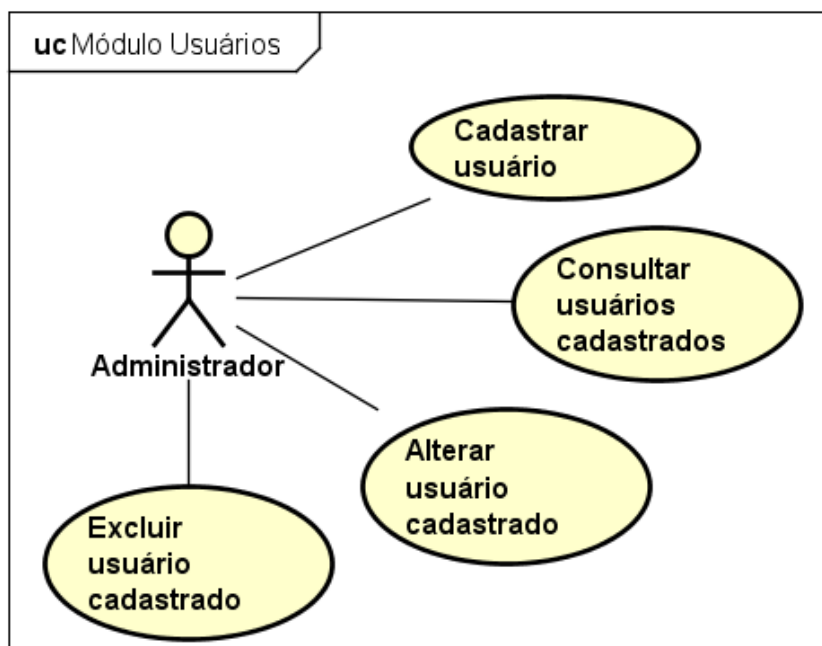 uc Módulo Usuários
Cadastrar
usuário
Consultar
usuários
cadastrados
Administrador
Alterar
usuário
cadastrado
Excluir
usuário
cadastrado